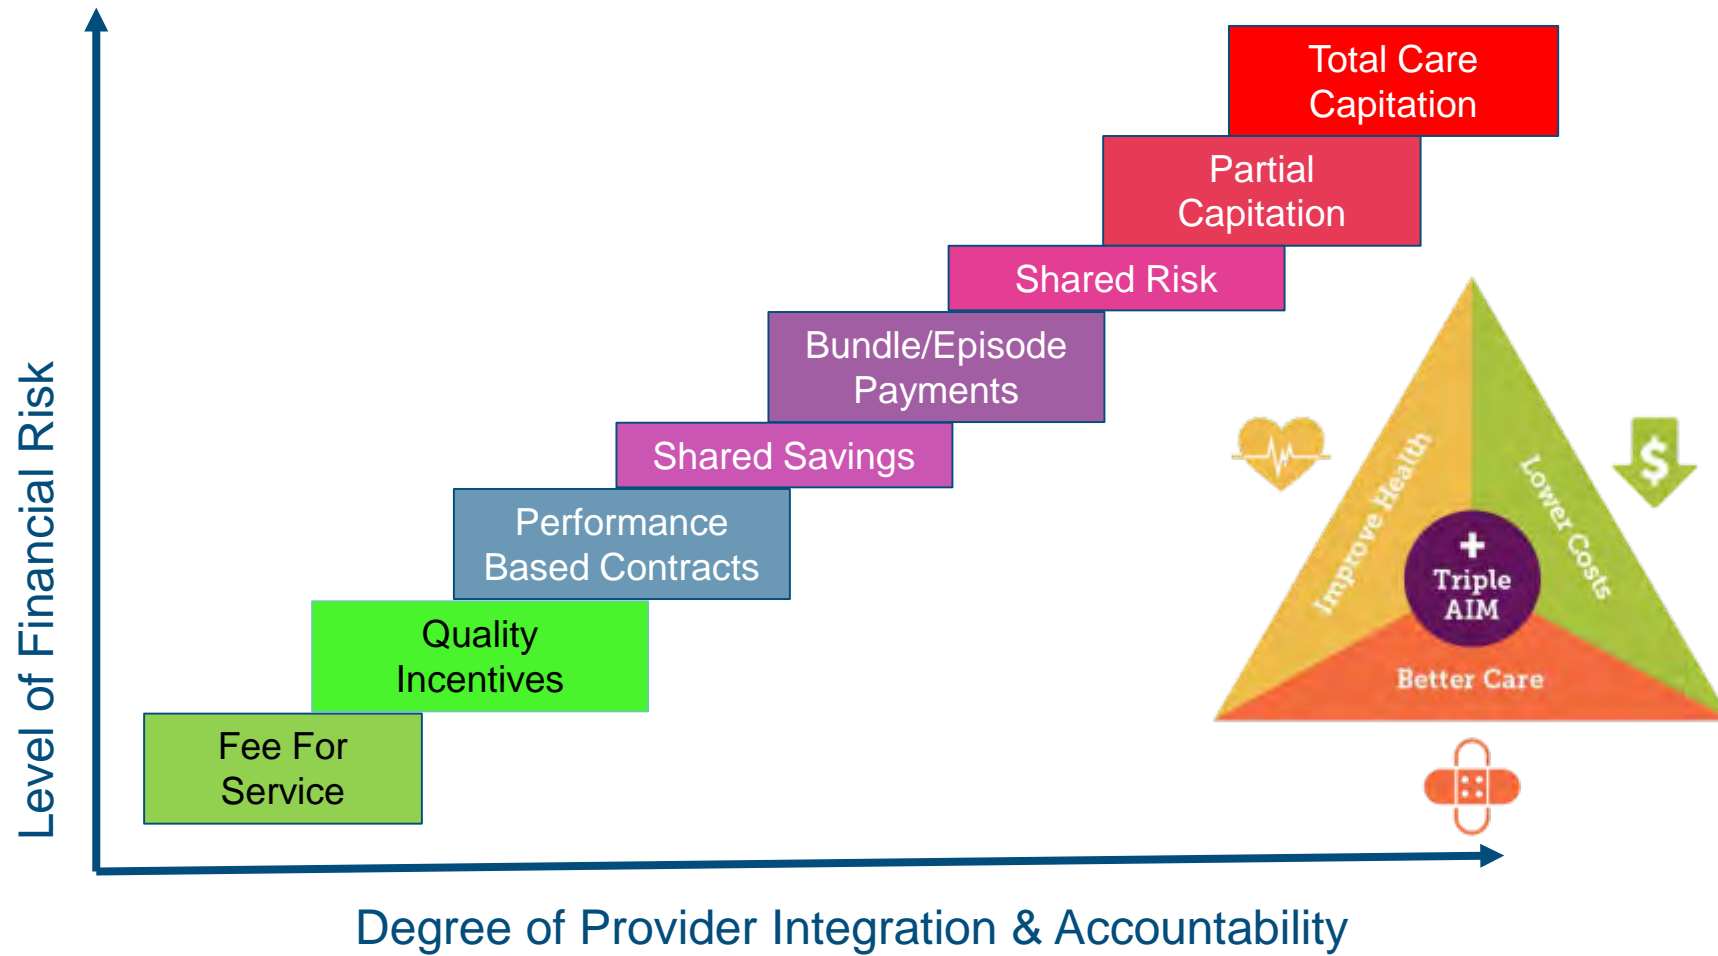 Total Care
Capitation
Partial
Capitation
Shared Risk
Bundle/Episode
Payments
Shared Savings
Performance
Based Contracts
Quality
Incentives
Fee For
Service
Level of Financial Risk
Degree of Provider Integration & Accountability
Improve Health
$
Lower Costs
+
Triple
AIM
Better Care